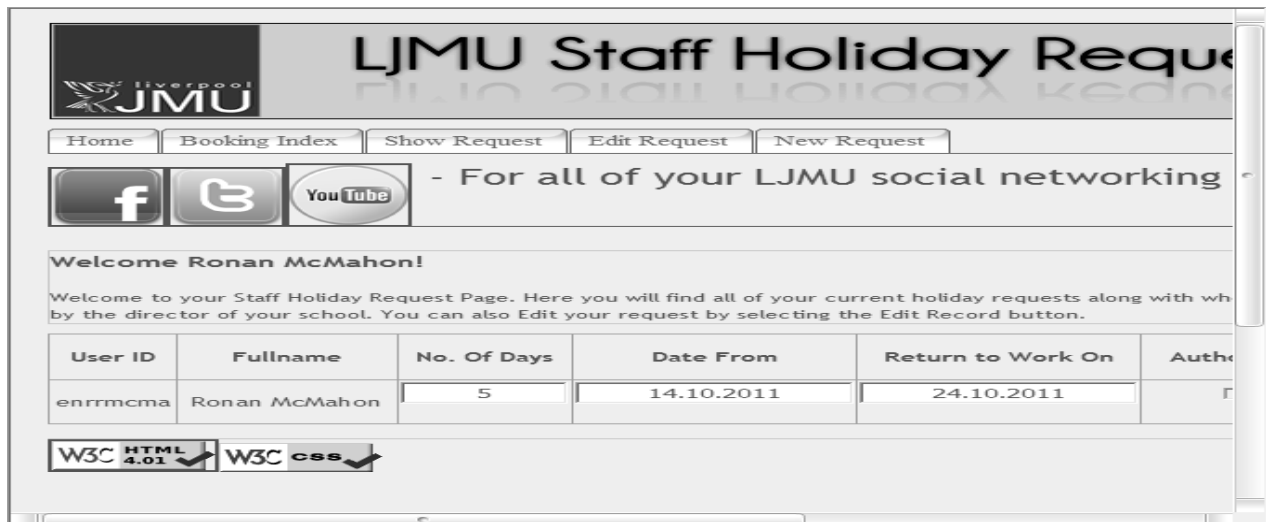 liverpool
JMU
LJMU Staff Holiday Reque
Home Booking Index Show Request Edit Request New Request
f t You Tube - For all of your LJMU social networking
Welcome Ronan McMahon!
Welcome to your Staff Holiday Request Page. Here you will find all of your current holiday requests along with wh
by the director of your school. You can also Edit your request by selecting the Edit Record button.
User ID Fullname No. Of Days Date From Return to Work On Autho
enrrmcma Ronan McMahon 5 14.10.2011 24.10.2011
W3C HTML 4.01 W3C css